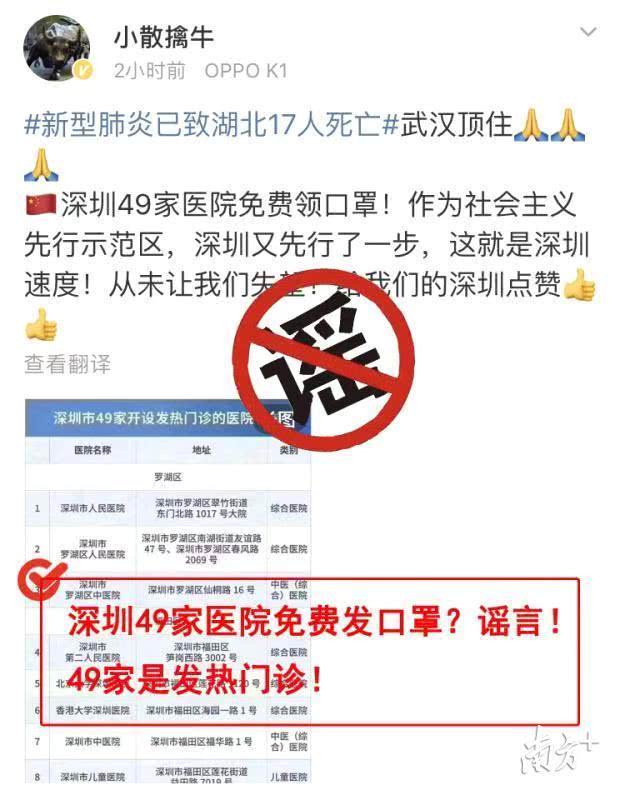 小散擒牛
2小时前 OPPO K1
#新型肺炎已致湖北17人死亡#武汉顶住🙏🙏
🙏
🇨🇳深圳49家医院免费领口罩！作为社会主义
先行示范区，深圳又先行了一步，这就是深圳
速度！从未让我们失望！给我们的深圳点赞👍
👍
查看翻译
谣
深圳市49家开设发热门诊的医院
图
医院名称 地址 类别
罗湖区
1 深圳市人民医院 深圳市罗湖区翠竹街道东门北路 1017 号大院 综合医院
2 深圳市罗湖区人民医院 深圳市罗湖区南湖街道友谊路 47 号、深圳市罗湖区春风路 2069 号 综合医院
深圳市罗湖区中医院 深圳市罗湖区仙桐路 16 号 中医（综合）医院
深圳49家医院免费发口罩？谣言！
4 深圳市第二人民医院 深圳市福田区笋岗西路 3002 号 综合医院
49家是发热门诊！
5
6 香港大学深圳医院 深圳市福田区海园一路 1 号 综合医院
7 深圳市中医院 深圳市福田区福华路 1 号 中医（综合）医院
8 深圳市儿童医院 深圳市福田区莲花街道益田路 7019 号 儿童医院
南方+